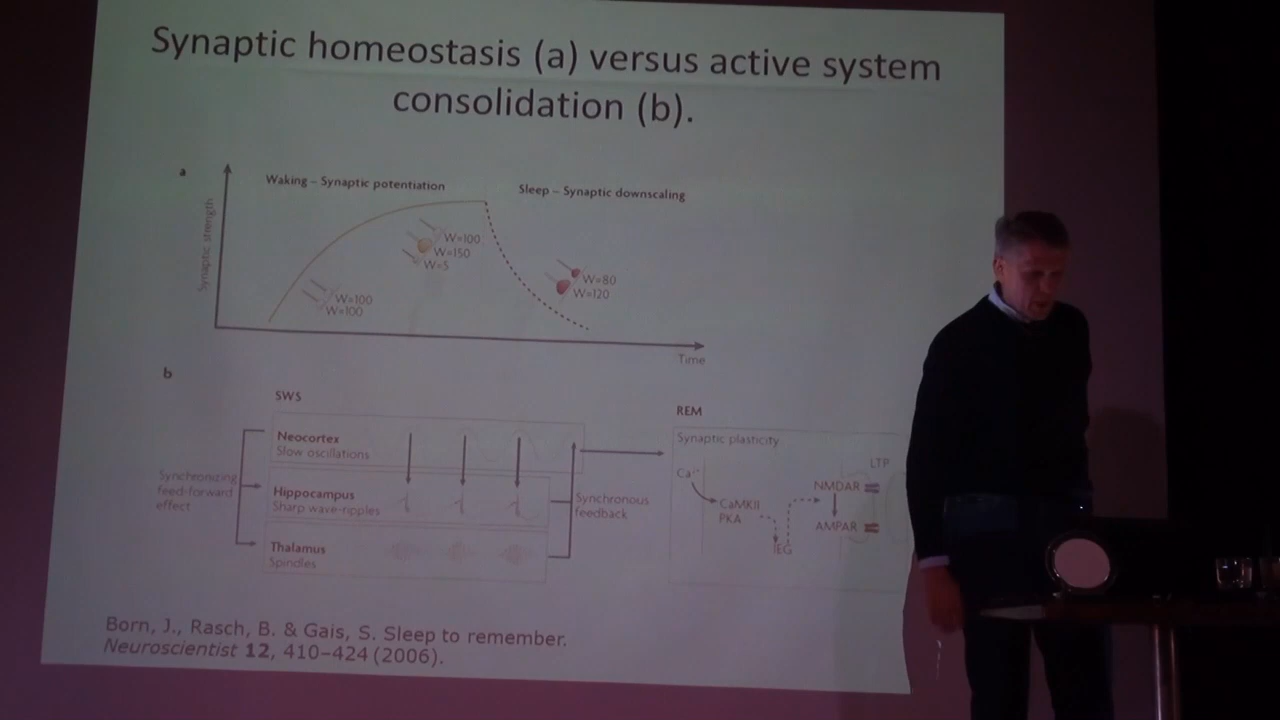 Synaptic homeostasis (a) versus active system
consolidation (b).
a
Waking – Synaptic potentiation
Sleep – Synaptic downscaling
Synaptic strength
W=100
W=150
W=5
W=100
W=100
W=80
W=120
Time
b
SWS
Neocortex
Slow oscillations
Hippocampus
Sharp wave-ripples
Thalamus
Spindles
Synchronizing
feed-forward
effect
Synchronous
feedback
REM
Synaptic plasticity
CaMKII
PKA
IEG
NMDAR
AMPAR
LTP
Born, J., Rasch, B. & Gais, S. Sleep to remember.
Neuroscientist 12, 410–424 (2006).